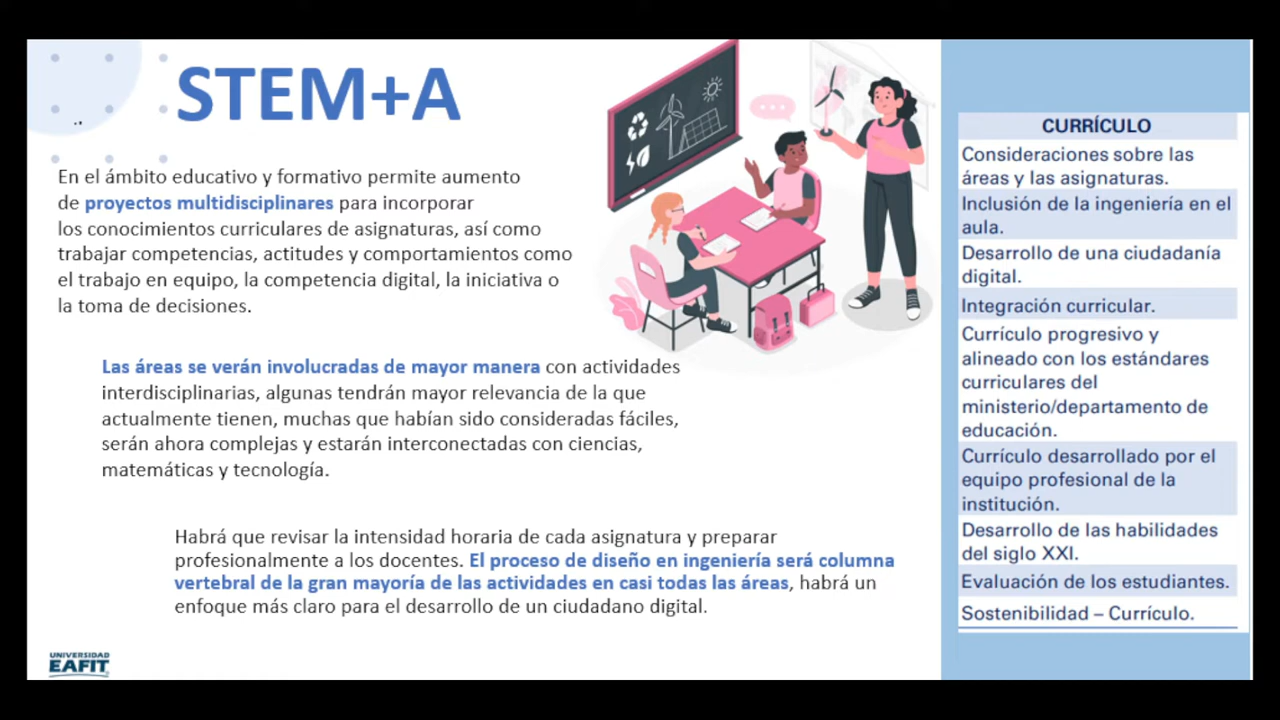 STEM+A
En el ámbito educativo y formativo permite aumento
de proyectos multidisciplinares para incorporar
los conocimientos curriculares de asignaturas, así como
trabajar competencias, actitudes y comportamientos como
el trabajo en equipo, la competencia digital, la iniciativa o
la toma de decisiones.
Las áreas se verán involucradas de mayor manera con actividades
interdisciplinarias, algunas tendrán mayor relevancia de la que
actualmente tienen, muchas que habían sido consideradas fáciles,
serán ahora complejas y estarán interconectadas con ciencias,
matemáticas y tecnología.
Habrá que revisar la intensidad horaria de cada asignatura y preparar
profesionalmente a los docentes. El proceso de diseño en ingeniería será columna
vertebral de la gran mayoría de las actividades en casi todas las áreas, habrá un
enfoque más claro para el desarrollo de un ciudadano digital.
UNIVERSIDAD
EAFIT
CURRÍCULO
Consideraciones sobre las
áreas y las asignaturas.
Inclusión de la ingeniería en el
aula.
Desarrollo de una ciudadanía
digital.
Integración curricular.
Currículo progresivo y
alineado con los estándares
curriculares del
ministerio/departamento de
educación.
Currículo desarrollado por el
equipo profesional de la
institución.
Desarrollo de las habilidades
del siglo XXI.
Evaluación de los estudiantes.
Sostenibilidad – Currículo.